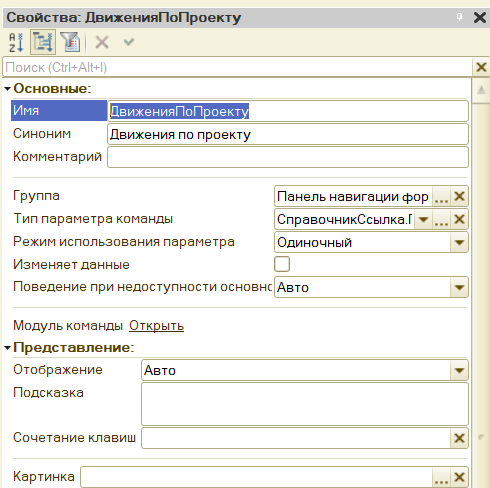 Свойства: ДвиженияПоПроекту
Поиск (Ctrl+Alt+I)
Основные:
Имя ДвиженияПоПроекту
Синоним Движения по проекту
Комментарий
Группа Панель навигации фор ...
Тип параметра команды СправочникСсылка.Г ...
Режим использования параметра Одиночный
Изменяет данные
Поведение при недоступности основно Авто
Модуль команды Открыть
Представление:
Отображение Авто
Подсказка
Сочетание клавиш
Картинка ...